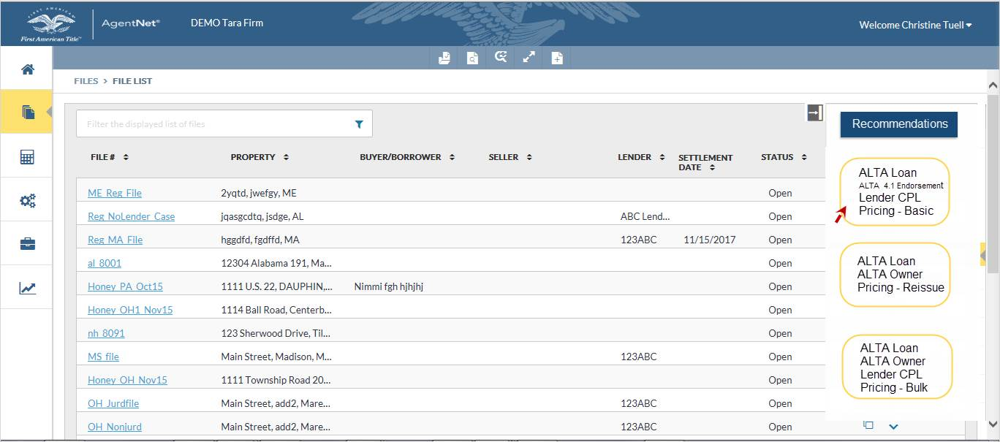 FIRST AMERICAN
First American Title™
AgentNet®
DEMO Tara Firm
Welcome Christine Tuell
FILES > FILE LIST
Filter the displayed list of files
FILE # PROPERTY BUYER/BORROWER SELLER LENDER SETTLEMENT DATE STATUS
ME_Reg_File 2yqtd, jwefgy, ME Open
Reg_NoLender_Case jqasgcdtq, jsdge, AL ABC Lend... Open
Reg_MA_File hggdfd, fgdffd, MA 123ABC 11/15/2017 Open
al_8001 12304 Alabama 191, Ma... Open
Honey_PA_Oct15 1111 U.S. 22, DAUPHIN,... Nimmi fgh hjhjhj Open
Honey_OH1_Nov15 1114 Ball Road, Centerb... Open
nh_8091 123 Sherwood Drive, Til... Open
MS_file Main Street, Madison, M... 123ABC Open
Honey_OH_Nov15 1111 Township Road 20... Open
OH_Jurdfile Main Street, add2, Mare... 123ABC Open
OH_Nonjurd Main Street, add2, Mare... 123ABC Open
Recommendations
ALTA Loan
ALTA 4.1 Endorsement
Lender CPL
Pricing - Basic
ALTA Loan
ALTA Owner
Pricing - Reissue
ALTA Loan
ALTA Owner
Lender CPL
Pricing - Bulk